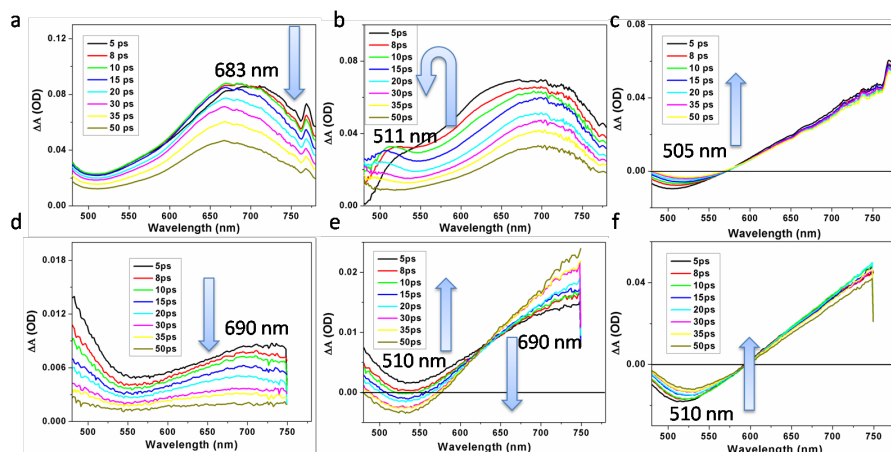 a
0.12
0.08
0.04
0.00
ΔA (OD)
5 ps
8 ps
10 ps
15 ps
20 ps
30 ps
35 ps
50 ps
683 nm
500 550 600 650 700 750
Wavelength (nm)
b
0.08
0.04
0.00
ΔA (OD)
5 ps
8 ps
10ps
15ps
20ps
30ps
35ps
50ps
511 nm
500 550 600 650 700 750
Wavelength (nm)
c
0.08
0.04
0.00
ΔA (OD)
5 ps
8 ps
10 ps
15 ps
20 ps
35 ps
50 ps
505 nm
500 550 600 650 700 750
Wavelength (nm)
d
0.018
0.012
0.006
0.000
ΔA (OD)
5ps
8ps
10ps
15ps
20ps
30ps
35ps
50ps
690 nm
500 550 600 650 700 750
Wavelength (nm)
e
0.02
0.01
0.00
ΔA (OD)
5ps
8ps
10ps
15ps
20ps
30ps
35ps
50ps
510 nm
690 nm
500 550 600 650 700 750
Wavelength (nm)
f
0.04
0.00
ΔA (OD)
5ps
8ps
10ps
15ps
20ps
30ps
35ps
50ps
510 nm
500 550 600 650 700 750
Wavelength (nm)